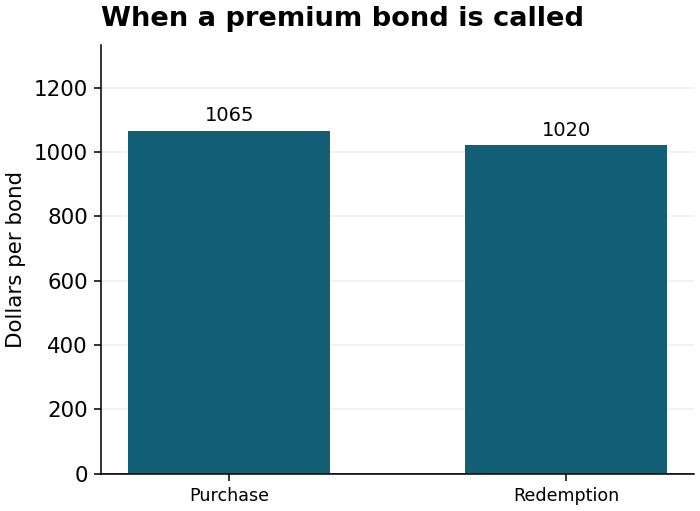 When a premium bond is called
Dollars per bond
1200
1000
800
600
400
200
0
1065
1020
Purchase
Redemption